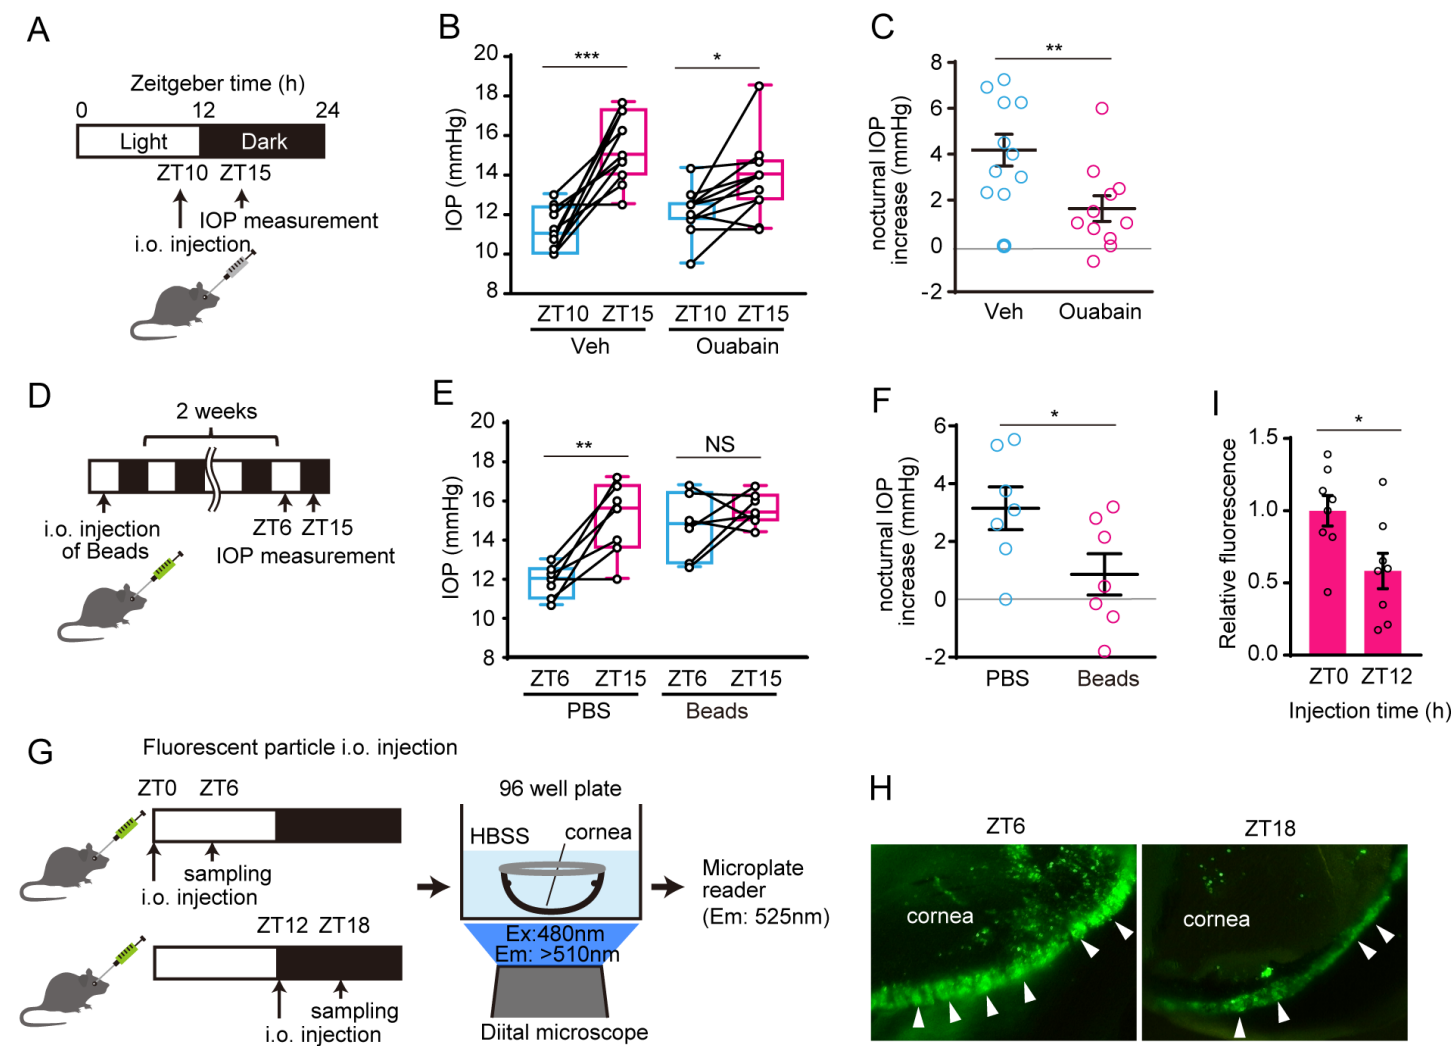 A
Zeitgeber time (h)
0 12 24
Light Dark
ZT10 ZT15
IOP measurement
i.o. injection
B
IOP (mmHg)
20
18
16
14
12
10
8
*** *
ZT10 ZT15 ZT10 ZT15
Veh Ouabain
C
nocturnal IOP
increase (mmHg)
8
6
4
2
0
-2
**
Veh Ouabain
D
2 weeks
i.o. injection
of Beads
ZT6 ZT15
IOP measurement
E
IOP (mmHg)
20
18
16
14
12
10
8
** NS
ZT6 ZT15 ZT6 ZT15
PBS Beads
F
nocturnal IOP
increase (mmHg)
6
4
2
0
-2
*
PBS Beads
I
Relative fluorescence
1.5
1.0
0.5
0.0
*
ZT0 ZT12
Injection time (h)
G
Fluorescent particle i.o. injection
ZT0 ZT6
sampling
i.o. injection
ZT12 ZT18
sampling
i.o. injection
96 well plate
HBSS cornea
Ex:480nm
Em: >510nm
Diital microscope
Microplate
reader
(Em: 525nm)
H
ZT6 ZT18
cornea cornea